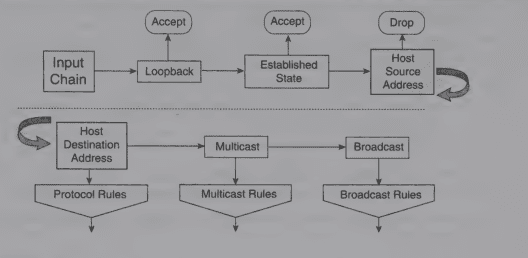 Accept
Accept
Drop
Input
Chain
Loopback
Established
State
Host
Source
Address
Host
Destination
Address
Multicast
Broadcast
Protocol Rules
Multicast Rules
Broadcast Rules